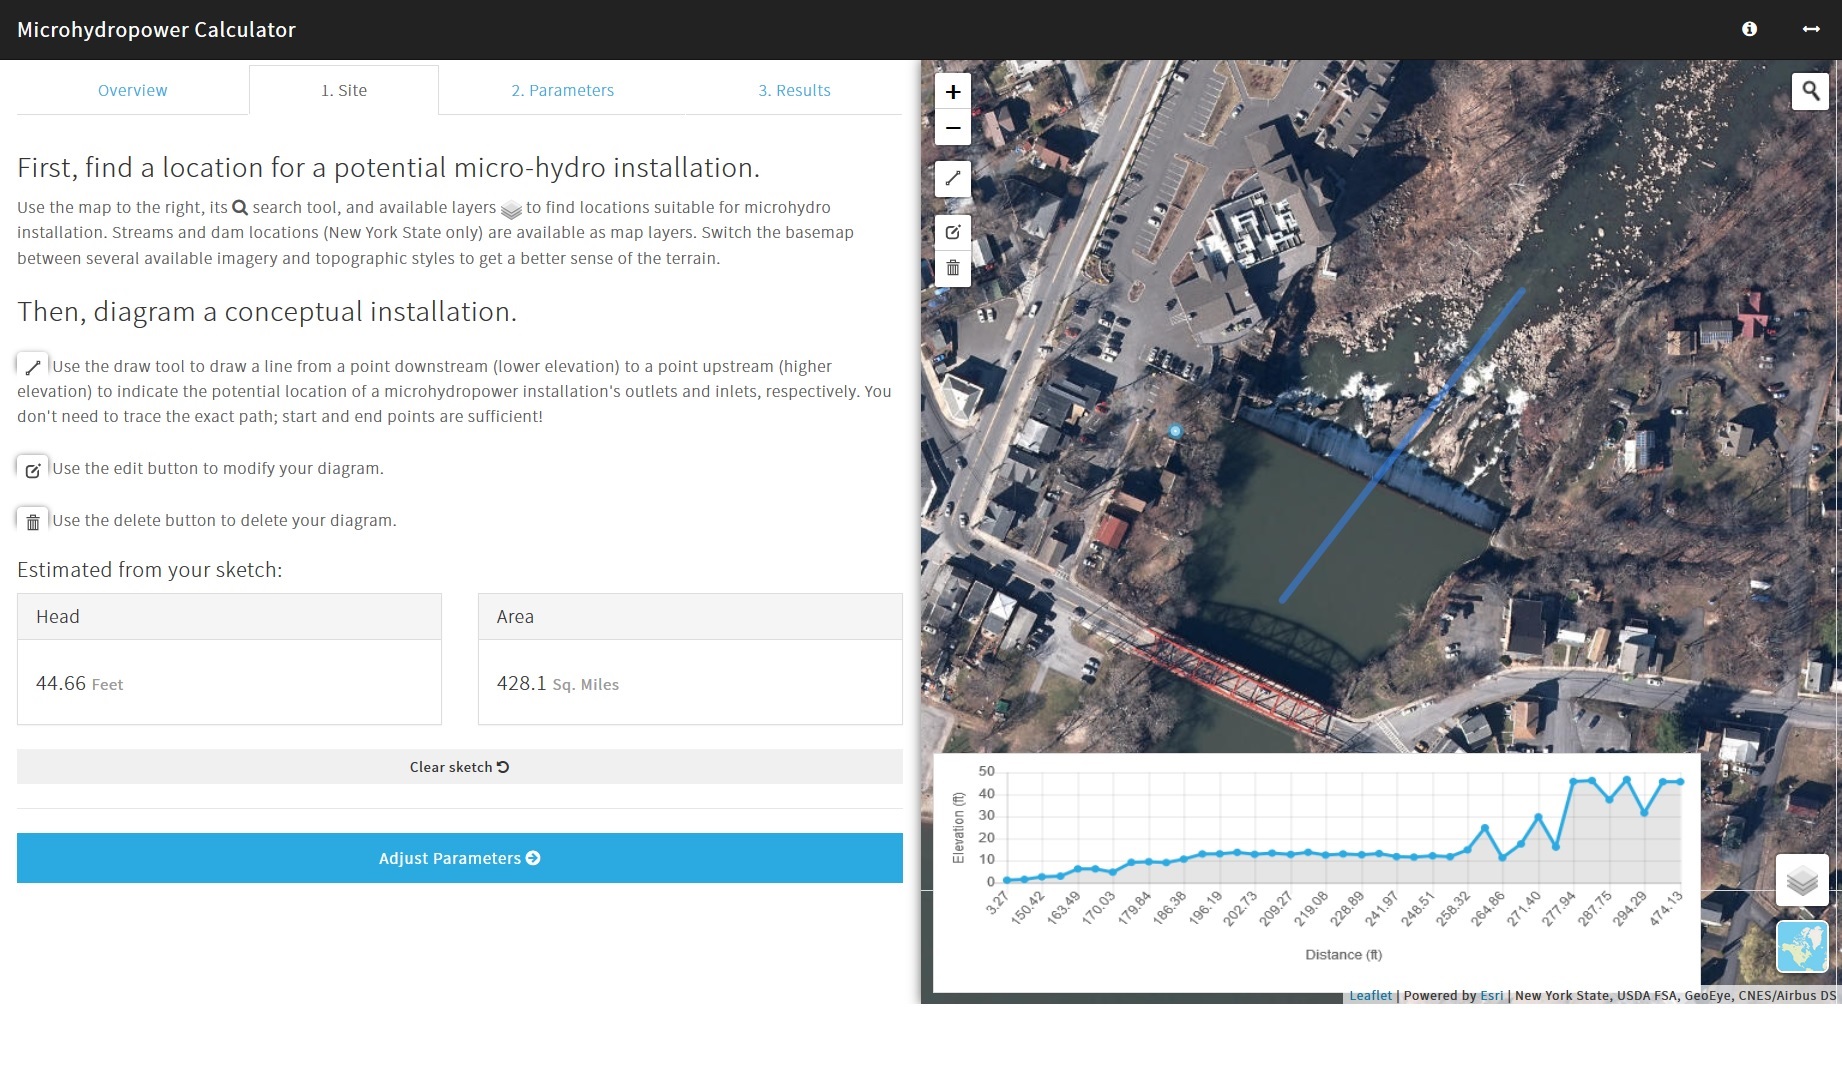 Microhydropower Calculator
Overview
1. Site
2. Parameters
3. Results
First, find a location for a potential micro-hydro installation.
Use the map to the right, its search tool, and available layers to find locations suitable for microhydro
installation. Streams and dam locations (New York State only) are available as map layers. Switch the basemap
between several available imagery and topographic styles to get a better sense of the terrain.
Then, diagram a conceptual installation.
Use the draw tool to draw a line from a point downstream (lower elevation) to a point upstream (higher
elevation) to indicate the potential location of a microhydropower installation's outlets and inlets, respectively. You
don't need to trace the exact path; start and end points are sufficient!
Use the edit button to modify your diagram.
Use the delete button to delete your diagram.
Estimated from your sketch:
Head
44.66 Feet
Area
428.1 Sq. Miles
Clear sketch
Adjust Parameters
+
−
50
40
30
20
10
0
Elevation (ft)
3.27
150.42
163.49
170.03
179.84
186.38
196.19
202.73
209.27
219.08
228.89
241.97
248.51
258.32
264.86
271.40
277.94
287.75
294.29
474.13
Distance (ft)
Leaflet | Powered by Esri | New York State, USDA FSA, GeoEye, CNES/Airbus DS